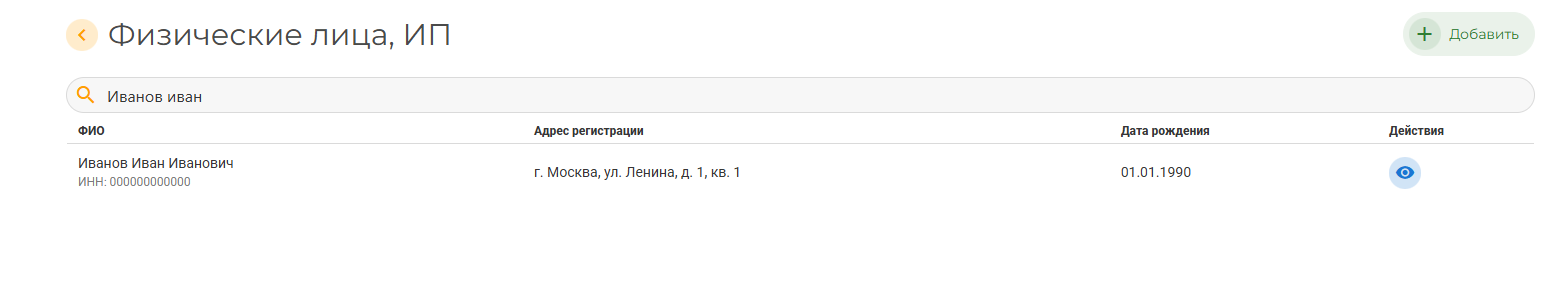 Физические лица, ИП
Добавить
Иванов иван
ФИО Адрес регистрации Дата рождения Действия
Иванов Иван Иванович
ИНН: 000000000000
г. Москва, ул. Ленина, д. 1, кв. 1
01.01.1990